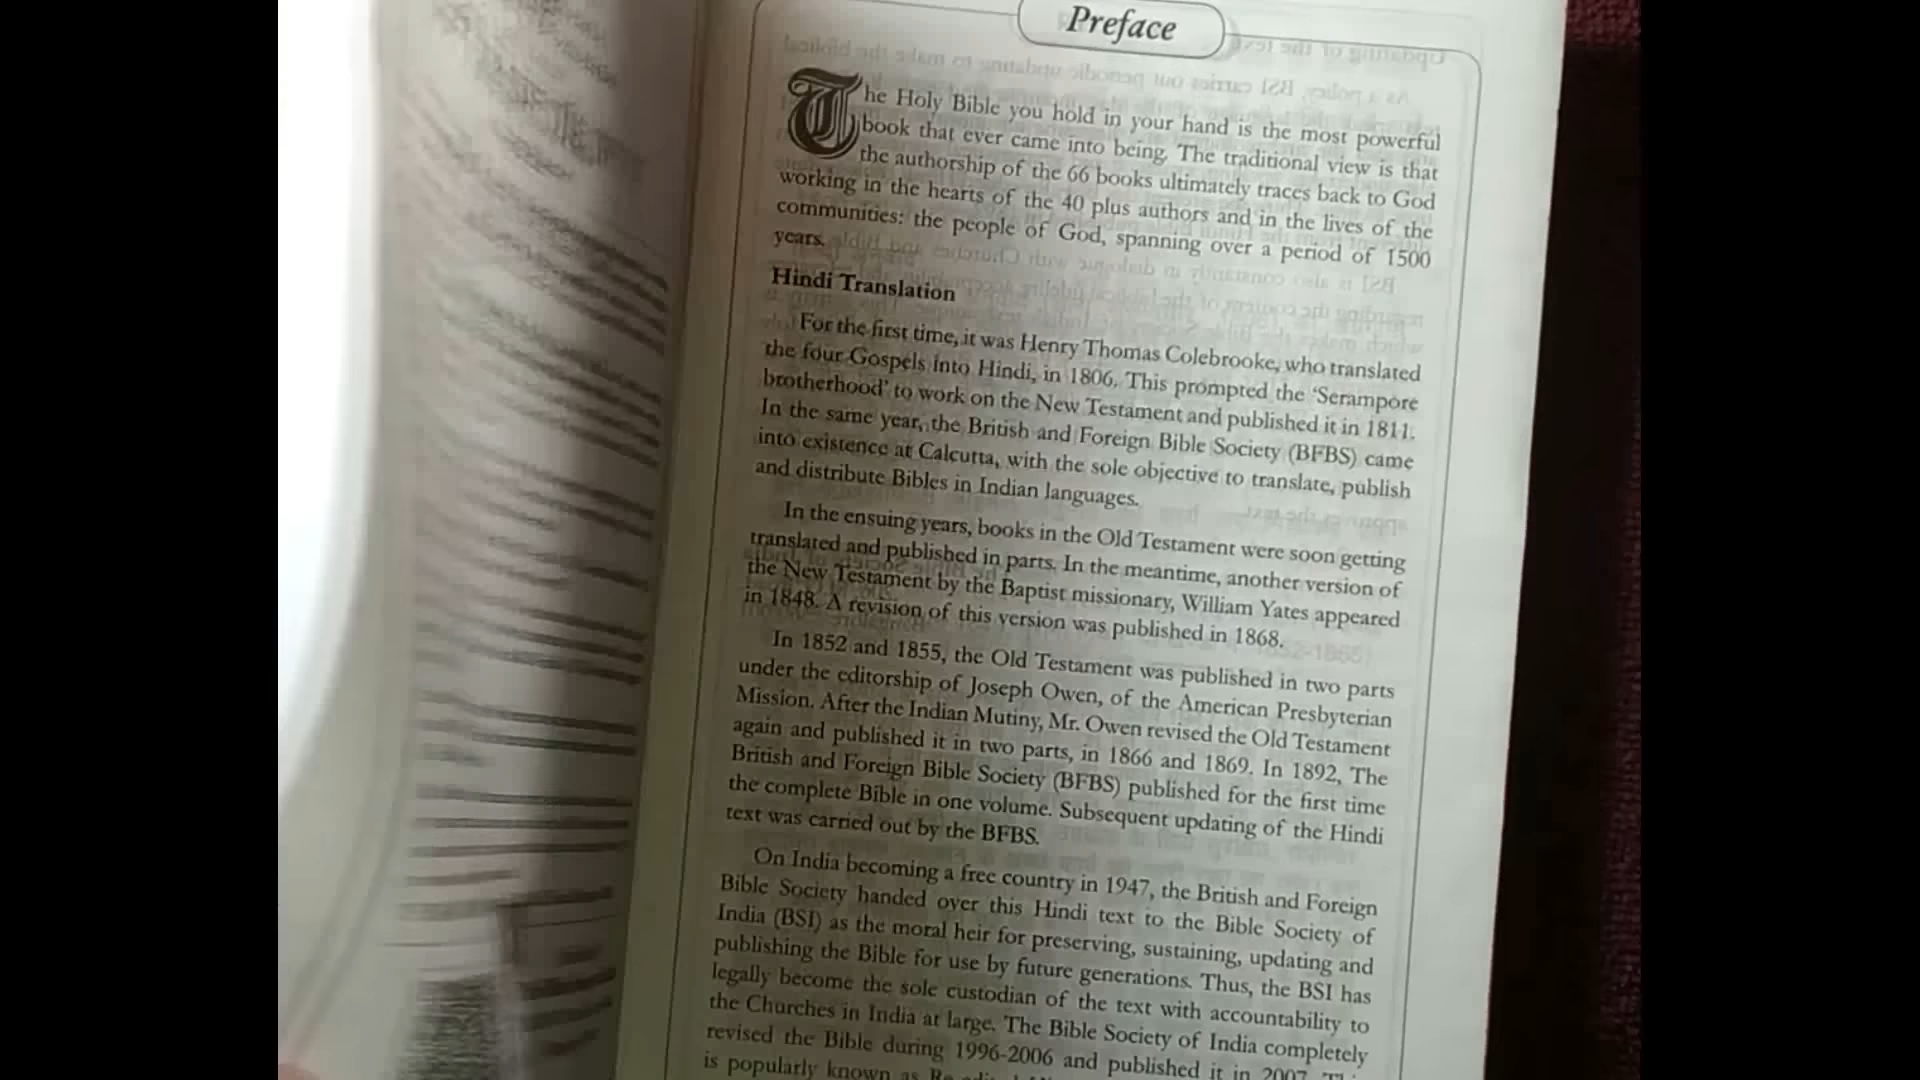 Preface
The Holy Bible you hold in your hand is the most powerful
book that ever came into being. The traditional view is that
the authorship of the 66 books ultimately traces back to God
working in the hearts of the 40 plus authors and in the lives of the
communities: the people of God, spanning over a period of 1500
years.
Hindi Translation
For the first time, it was Henry Thomas Colebrooke, who translated
the four Gospels into Hindi, in 1806. This prompted the 'Serampore
brotherhood' to work on the New Testament and published it in 1811.
In the same year, the British and Foreign Bible Society (BFBS) came
into existence at Calcutta, with the sole objective to translate, publish
and distribute Bibles in Indian languages.
In the ensuing years, books in the Old Testament were soon getting
translated and published in parts. In the meantime, another version of
the New Testament by the Baptist missionary, William Yates appeared
in 1848. A revision of this version was published in 1868.
In 1852 and 1855, the Old Testament was published in two parts
under the editorship of Joseph Owen, of the American Presbyterian
Mission. After the Indian Mutiny, Mr. Owen revised the Old Testament
again and published it in two parts, in 1866 and 1869. In 1892, The
British and Foreign Bible Society (BFBS) published for the first time
the complete Bible in one volume. Subsequent updating of the Hindi
text was carried out by the BFBS.
On India becoming a free country in 1947, the British and Foreign
Bible Society handed over this Hindi text to the Bible Society of
India (BSI) as the moral heir for preserving, sustaining, updating and
publishing the Bible for use by future generations. Thus, the BSI has
legally become the sole custodian of the text with accountability to
the Churches in India at large. The Bible Society of India completely
revised the Bible during 1996-2006 and published it in 2007.
is popularly known as